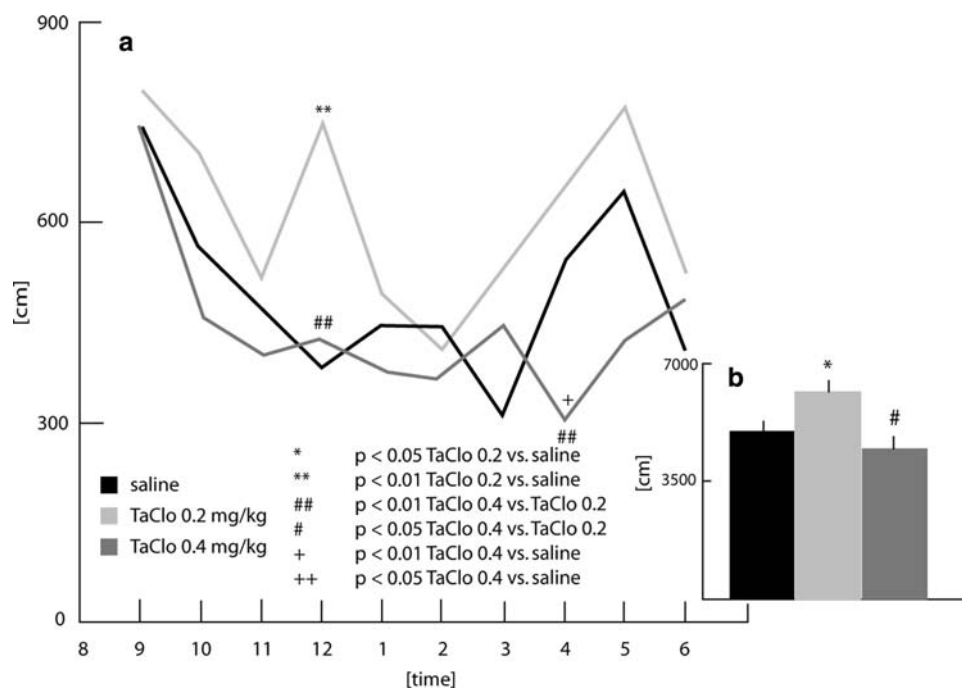 900
a
**
600
[cm]
##
+
##
300
b
7000
*
#
[cm]
3500
* p < 0.05 TaClo 0.2 vs. saline
** p < 0.01 TaClo 0.2 vs. saline
## p < 0.01 TaClo 0.4 vs. TaClo 0.2
# p < 0.05 TaClo 0.4 vs. TaClo 0.2
+ p < 0.01 TaClo 0.4 vs. saline
++ p < 0.05 TaClo 0.4 vs. saline
saline
TaClo 0.2 mg/kg
TaClo 0.4 mg/kg
0
8 9 10 11 12 1 2 3 4 5 6
[time]